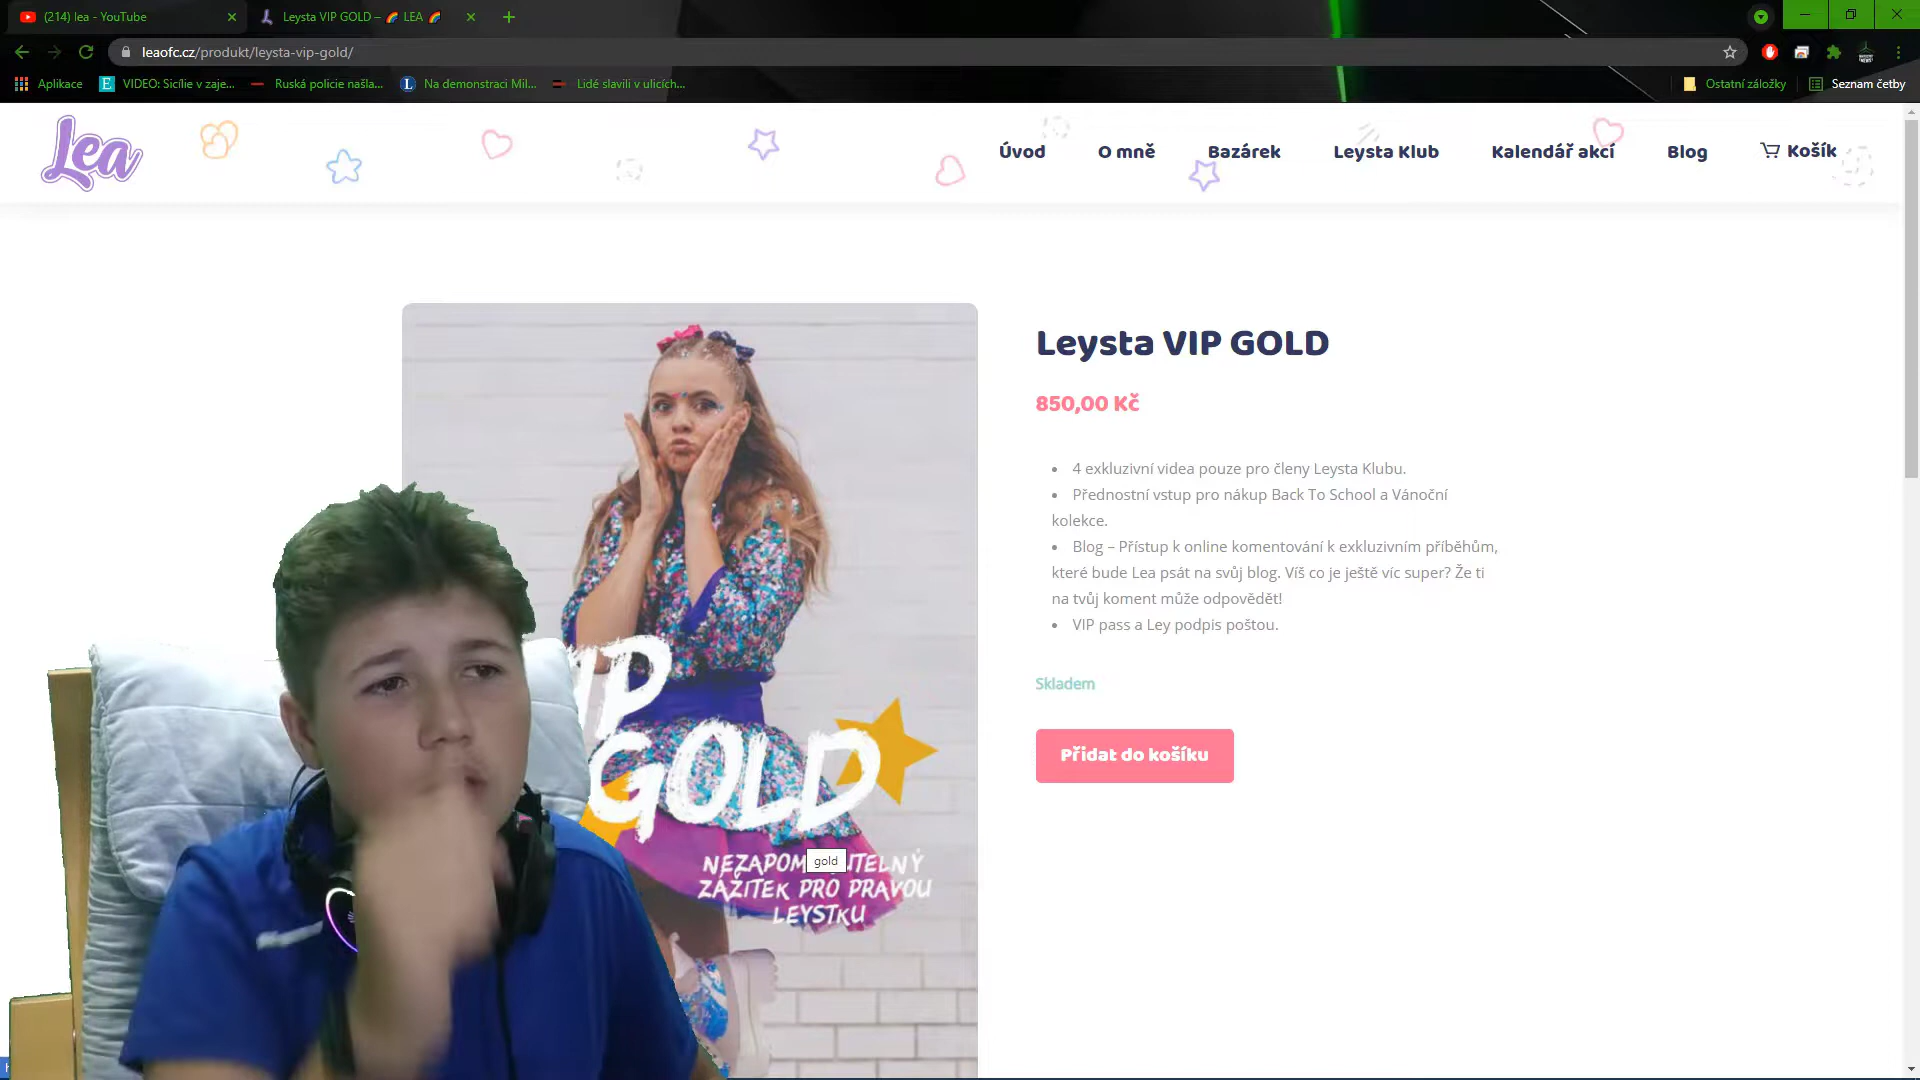 (214) lea - YouTube
Leysta VIP GOLD – 🌈 LEA 🌈
leaofc.cz/produkt/leysta-vip-gold/
Aplikace
VIDEO: Sicílie v zaje...
Ruská policie našla...
Na demonstraci Mil...
Lidé slavili v ulicích...
Ostatní záložky
Seznam četby
Lea
Úvod
O mně
Bazárek
Leysta Klub
Kalendář akcí
Blog
Košík
VIP
GOLD
NEZAPOM
ITELNÝ
ZÁŽITEK PRO PRAVOU
LEYSTKU
gold
Leysta VIP GOLD
850,00 Kč
• 4 exkluzivní videa pouze pro členy Leysta Klubu.
• Přednostní vstup pro nákup Back To School a Vánoční
kolekce.
• Blog – Přístup k online komentování k exkluzivním příběhům,
které bude Lea psát na svůj blog. Víš co je ještě víc super? Že ti
na tvůj koment může odpovědět!
• VIP pass a Ley podpis poštou.
Skladem
Přidat do košíku